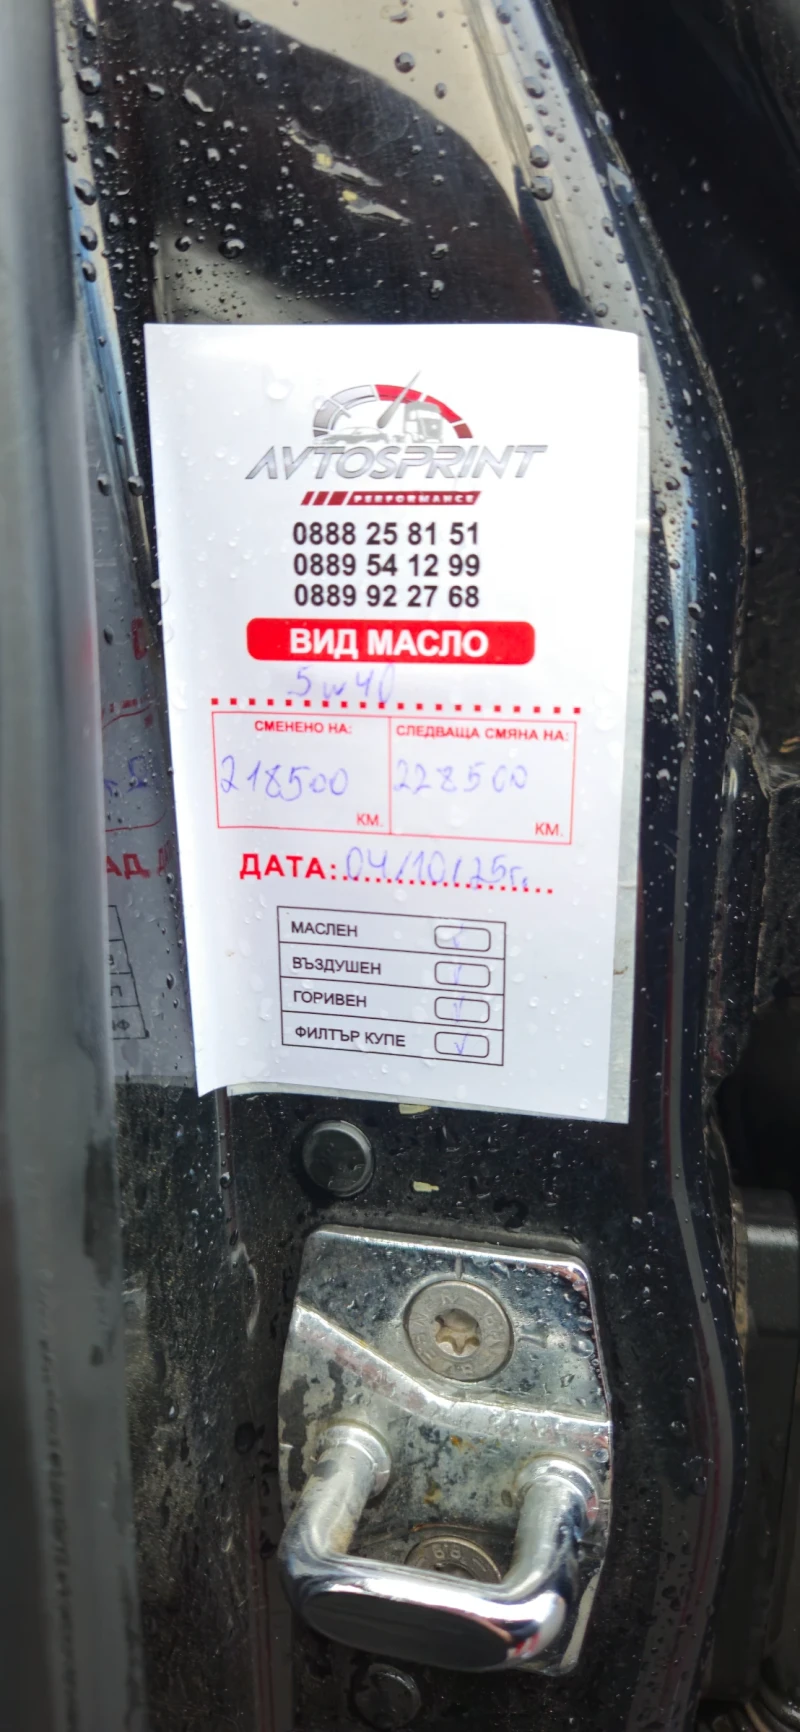 AVTOSPRINT
PERFORMANCE
0888 25 81 51
0889 54 12 99
0889 92 27 68
ВИД МАСЛО
5w40
СМЕНЕНО НА: СЛЕДВАЩА СМЯНА НА:
218500 228500
КМ. КМ.
ДАТА: 04/10/25г.
МАСЛЕН
ВЪЗДУШЕН
ГОРИВЕН
ФИЛТЪР КУПЕ